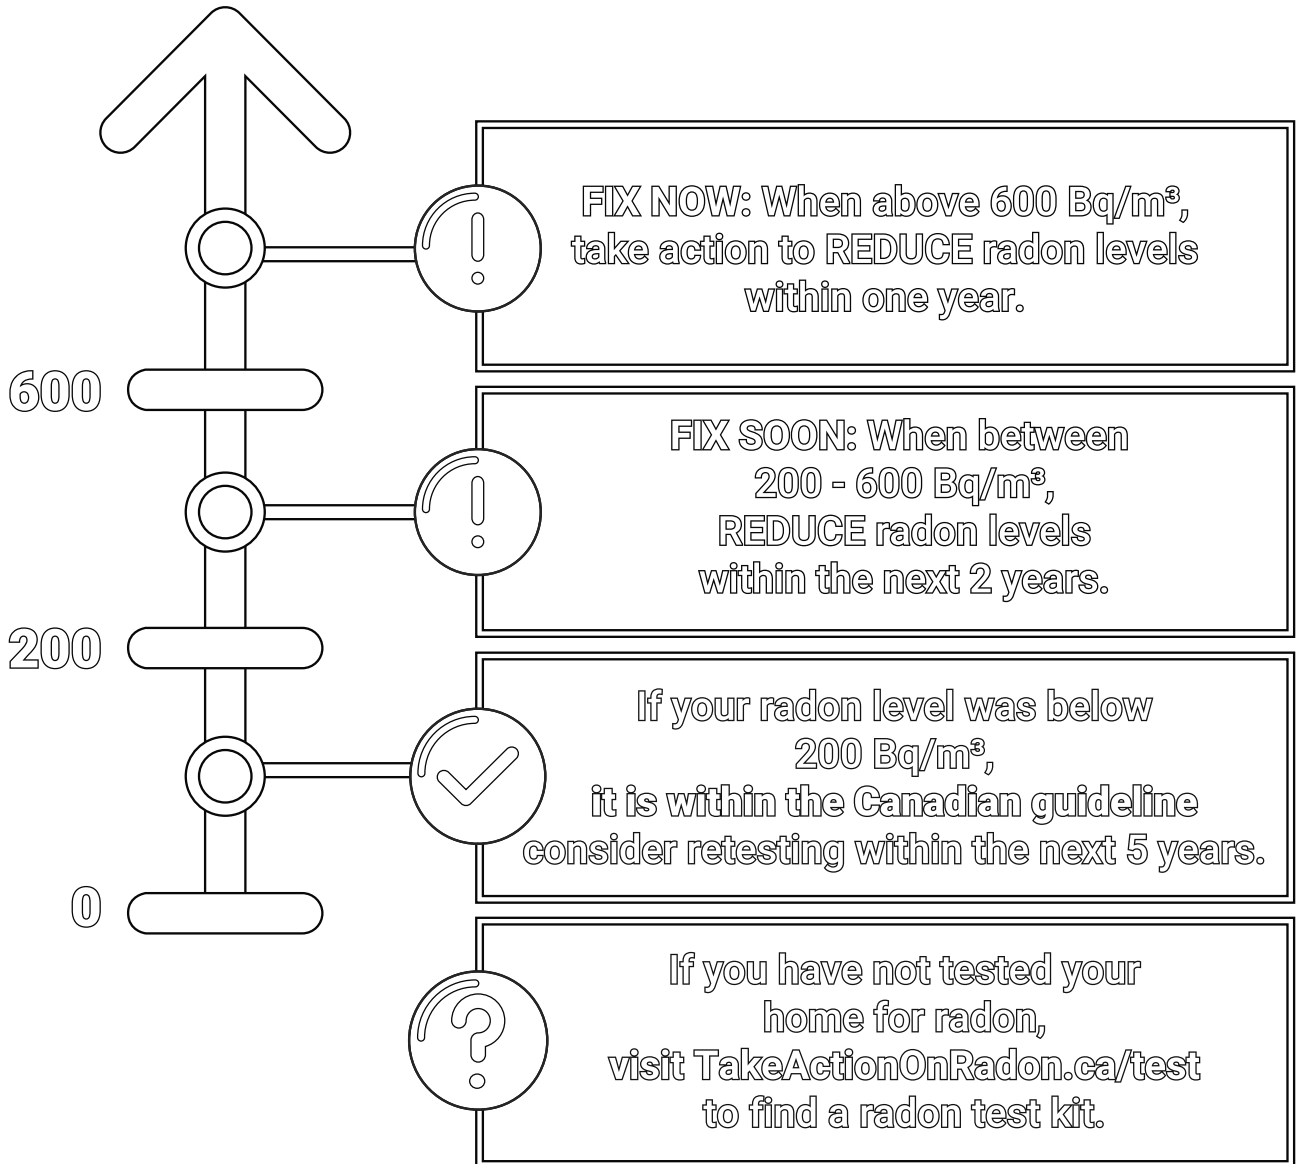 FIX NOW: When above 600 Bq/m³,
take action to REDUCE radon levels
within one year.
600
FIX SOON: When between
200 - 600 Bq/m³,
REDUCE radon levels
within the next 2 years.
200
If your radon level was below
200 Bq/m³,
it is within the Canadian guideline
consider retesting within the next 5 years.
0
If you have not tested your
home for radon,
visit TakeActionOnRadon.ca/test
to find a radon test kit.